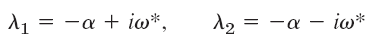 λ₁ = −α + iω*, λ₂ = −α − iω*